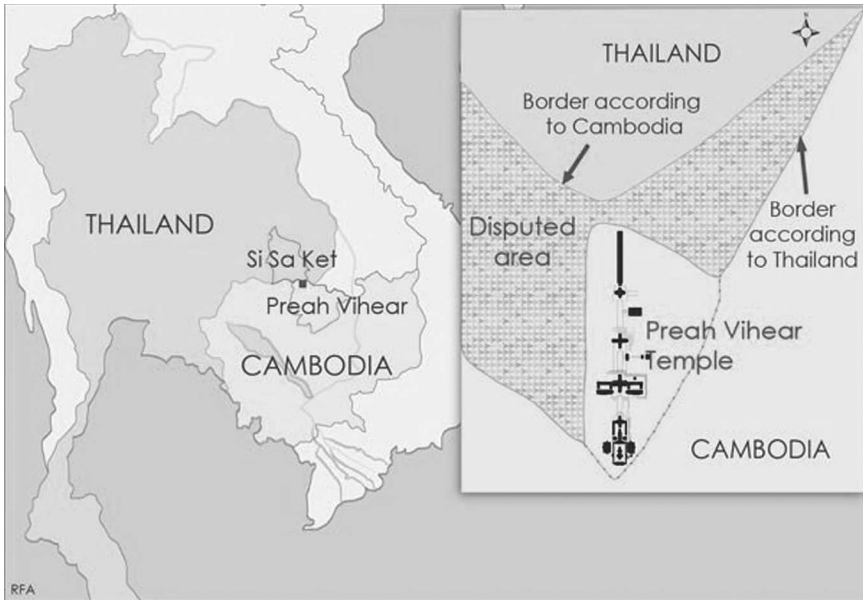 THAILAND
Si Sa Ket
Preah Vihear
CAMBODIA
RFA
THAILAND
Border according
to Cambodia
Disputed
area
Border
according
to Thailand
Preah Vihear
Temple
CAMBODIA